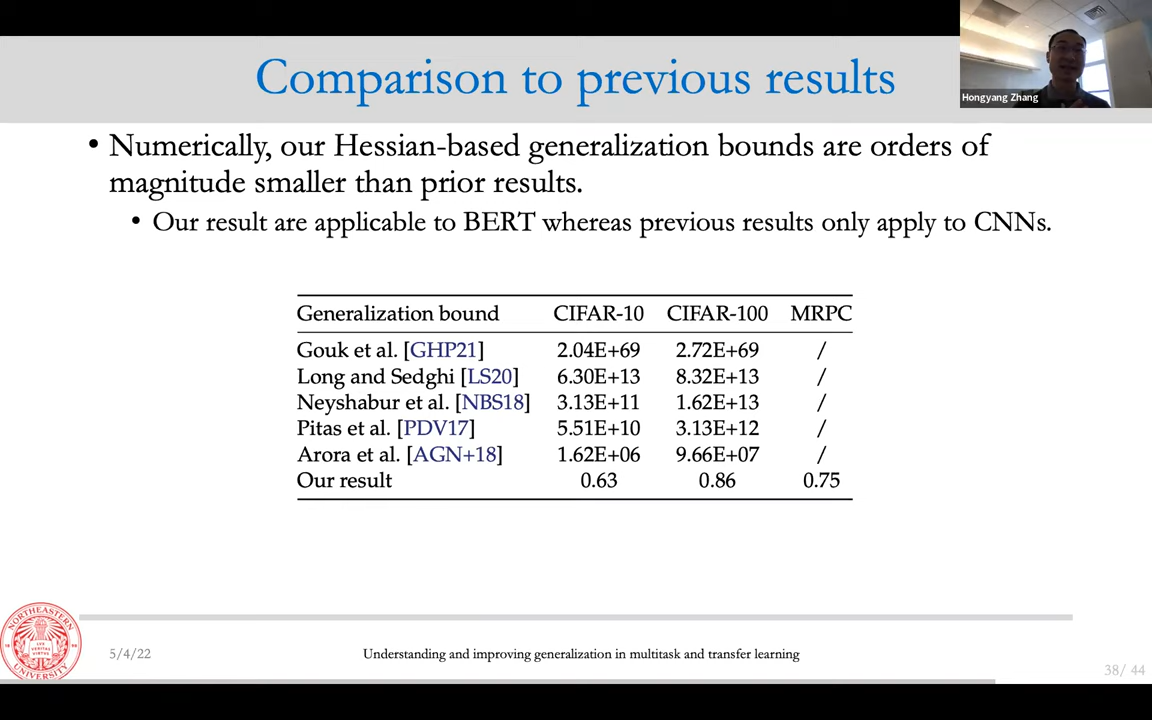 Comparison to previous results
Hongyang Zhang
• Numerically, our Hessian-based generalization bounds are orders of
magnitude smaller than prior results.
• Our result are applicable to BERT whereas previous results only apply to CNNs.
Generalization bound CIFAR-10 CIFAR-100 MRPC
Gouk et al. [GHP21] 2.04E+69 2.72E+69 /
Long and Sedghi [LS20] 6.30E+13 8.32E+13 /
Neyshabur et al. [NBS18] 3.13E+11 1.62E+13 /
Pitas et al. [PDV17] 5.51E+10 3.13E+12 /
Arora et al. [AGN+18] 1.62E+06 9.66E+07 /
Our result 0.63 0.86 0.75
NORTHEASTERN
UNIVERSITY
5/4/22
Understanding and improving generalization in multitask and transfer learning
38/ 44